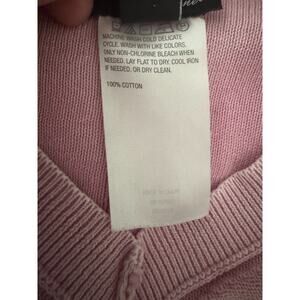 MACHINE WASH COLD DELICATE
CYCLE. WASH WITH LIKE COLORS.
ONLY NON-CHLORINE BLEACH WHEN
NEEDED. LAY FLAT TO DRY. COOL IRON
IF NEEDED. OR DRY CLEAN.
100% COTTON